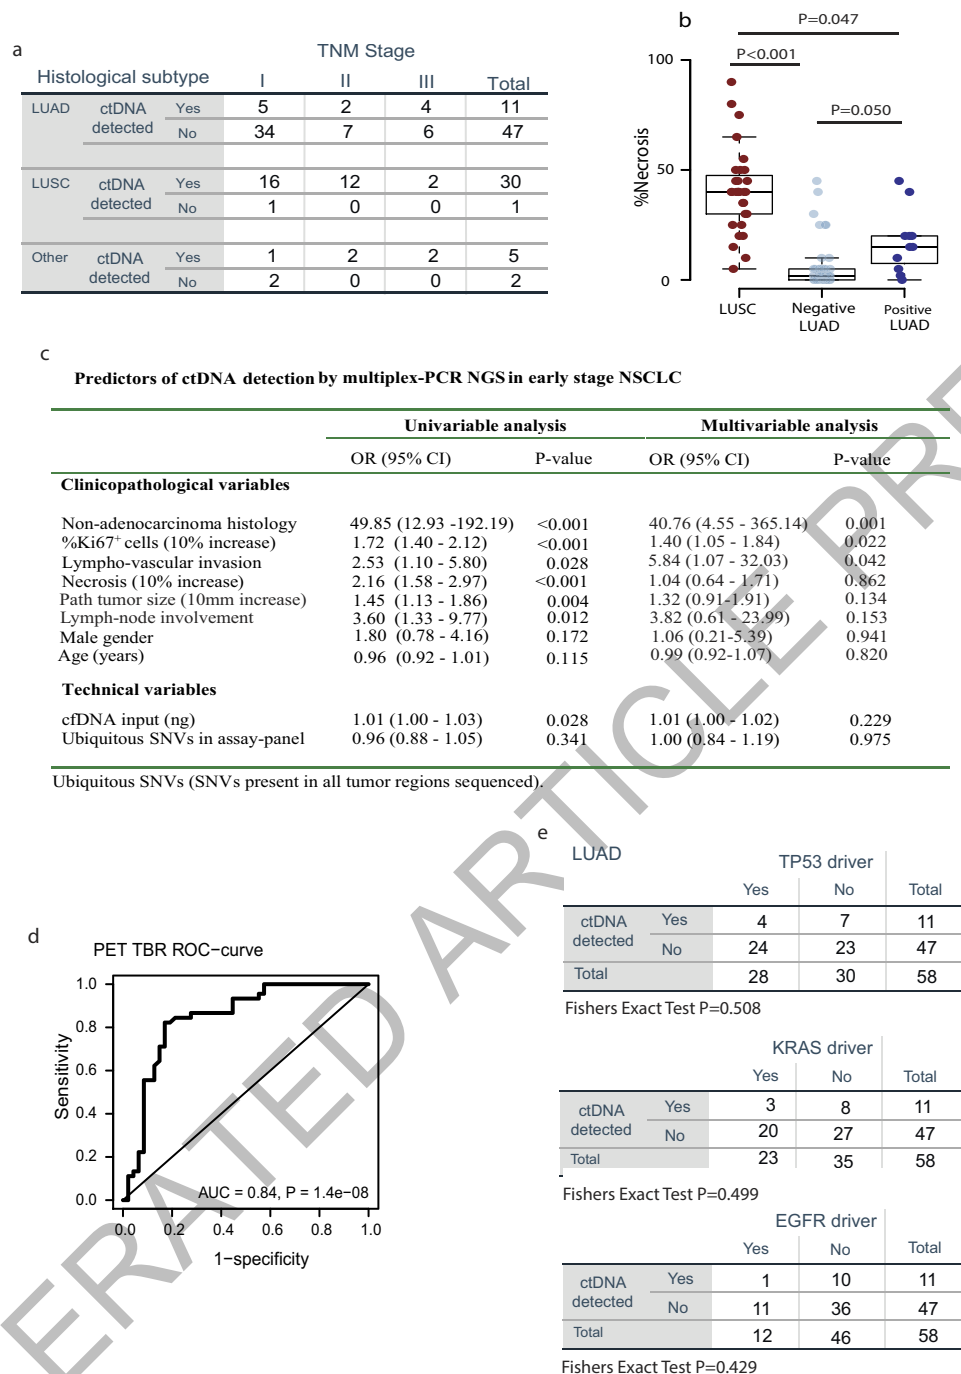 a
TNM Stage
Histological subtype I II III Total
LUAD ctDNA detected Yes 5 2 4 11
No 34 7 6 47
LUSC ctDNA detected Yes 16 12 2 30
No 1 0 0 1
Other ctDNA detected Yes 1 2 2 5
No 2 0 0 2
b
P=0.047
P<0.001
P=0.050
%Necrosis
100
50
0
LUSC Negative LUAD Positive LUAD
c
Predictors of ctDNA detection by multiplex-PCR NGS in early stage NSCLC
Univariable analysis Multivariable analysis
OR (95% CI) P-value OR (95% CI) P-value
Clinicopathological variables
Non-adenocarcinoma histology 49.85 (12.93 -192.19) <0.001 40.76 (4.55 - 365.14) 0.001
%Ki67+ cells (10% increase) 1.72 (1.40 - 2.12) <0.001 1.40 (1.05 - 1.84) 0.022
Lympho-vascular invasion 2.53 (1.10 - 5.80) 0.028 5.84 (1.07 - 32.03) 0.042
Necrosis (10% increase) 2.16 (1.58 - 2.97) <0.001 1.04 (0.64 - 1.71) 0.862
Path tumor size (10mm increase) 1.45 (1.13 - 1.86) 0.004 1.32 (0.91-1.91) 0.134
Lymph-node involvement 3.60 (1.33 - 9.77) 0.012 3.82 (0.61 - 23.99) 0.153
Male gender 1.80 (0.78 - 4.16) 0.172 1.06 (0.21-5.39) 0.941
Age (years) 0.96 (0.92 - 1.01) 0.115 0.99 (0.92-1.07) 0.820
Technical variables
cfDNA input (ng) 1.01 (1.00 - 1.03) 0.028 1.01 (1.00 - 1.02) 0.229
Ubiquitous SNVs in assay-panel 0.96 (0.88 - 1.05) 0.341 1.00 (0.84 - 1.19) 0.975
Ubiquitous SNVs (SNVs present in all tumor regions sequenced).
d
PET TBR ROC-curve
Sensitivity
1.0
0.8
0.6
0.4
0.2
0.0
AUC = 0.84, P = 1.4e-08
0.0 0.2 0.4 0.6 0.8 1.0
1-specificity
e
LUAD
TP53 driver
Yes No Total
ctDNA detected Yes 4 7 11
No 24 23 47
Total 28 30 58
Fishers Exact Test P=0.508
KRAS driver
Yes No Total
ctDNA detected Yes 3 8 11
No 20 27 47
Total 23 35 58
Fishers Exact Test P=0.499
EGFR driver
Yes No Total
ctDNA detected Yes 1 10 11
No 11 36 47
Total 12 46 58
Fishers Exact Test P=0.429
ERATED ARTICLE PRE